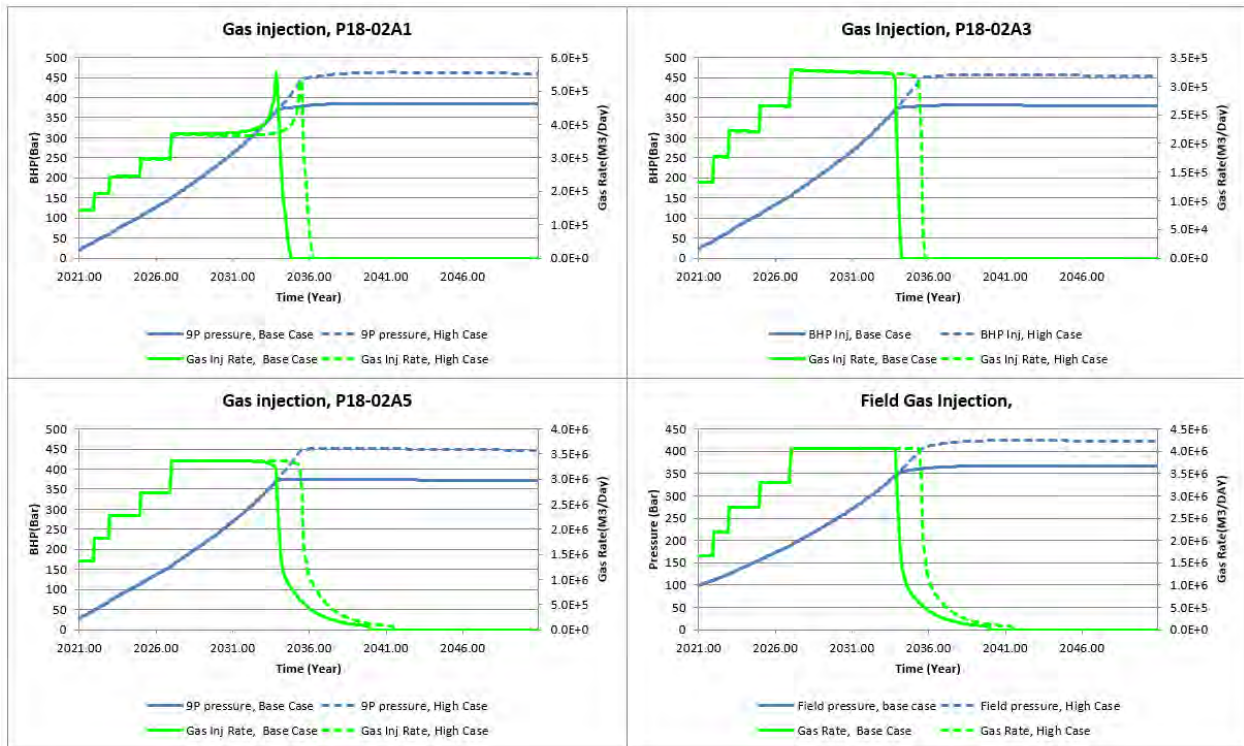 Gas injection, P18-02A1
BHP(Bar)
500
450
400
350
300
250
200
150
100
50
0
6.0E+5
5.0E+5
4.0E+5
3.0E+5
2.0E+5
1.0E+5
0.0E+0
Gas Rate(M3/Day)
2021.00 2026.00 2031.00 2036.00 2041.00 2046.00
Time (Year)
9P pressure, Base Case 9P pressure, High Case
Gas Inj Rate, Base Case Gas Inj Rate, High Case
Gas Injection, P18-02A3
BHP(Bar)
500
450
400
350
300
250
200
150
100
50
0
3.5E+5
3.0E+5
2.5E+5
2.0E+5
1.5E+5
1.0E+5
5.0E+4
0.0E+0
Gas Rate(M3/Day)
2021.00 2026.00 2031.00 2036.00 2041.00 2046.00
Time (Year)
BHP Inj, Base Case BHP Inj, High Case
Gas Inj Rate, Base Case Gas Inj Rate, High Case
Gas injection, P18-02A5
BHP(Bar)
500
450
400
350
300
250
200
150
100
50
0
4.0E+6
3.5E+6
3.0E+6
2.5E+6
2.0E+6
1.5E+6
1.0E+6
5.0E+5
0.0E+0
Gas Rate(M3/Day)
2021.00 2026.00 2031.00 2036.00 2041.00 2046.00
Time (Year)
9P pressure, Base Case 9P pressure, High Case
Gas Inj Rate, Base Case Gas Inj Rate, High Case
Field Gas Injection,
Pressure (Bar)
450
400
350
300
250
200
150
100
50
0
4.5E+6
4.0E+6
3.5E+6
3.0E+6
2.5E+6
2.0E+6
1.5E+6
1.0E+6
5.0E+5
0.0E+0
Gas Rate(M3/DAY)
2021.00 2026.00 2031.00 2036.00 2041.00 2046.00
Time (Year)
Field pressure, base case Field pressure, High Case
Gas Rate, Base Case Gas Rate, High Case